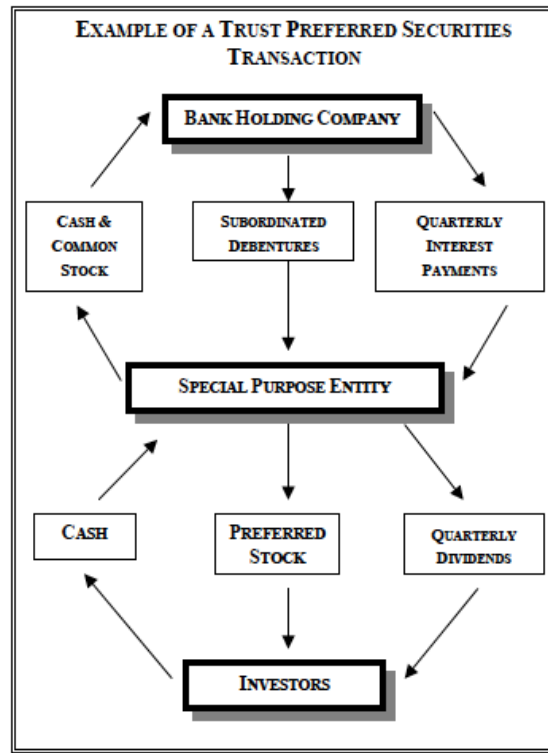 EXAMPLE OF A TRUST PREFERRED SECURITIES
TRANSACTION
BANK HOLDING COMPANY
CASH &
COMMON
STOCK
SUBORDINATED
DEBENTURES
QUARTERLY
INTEREST
PAYMENTS
SPECIAL PURPOSE ENTITY
CASH
PREFERRED
STOCK
QUARTERLY
DIVIDENDS
INVESTORS